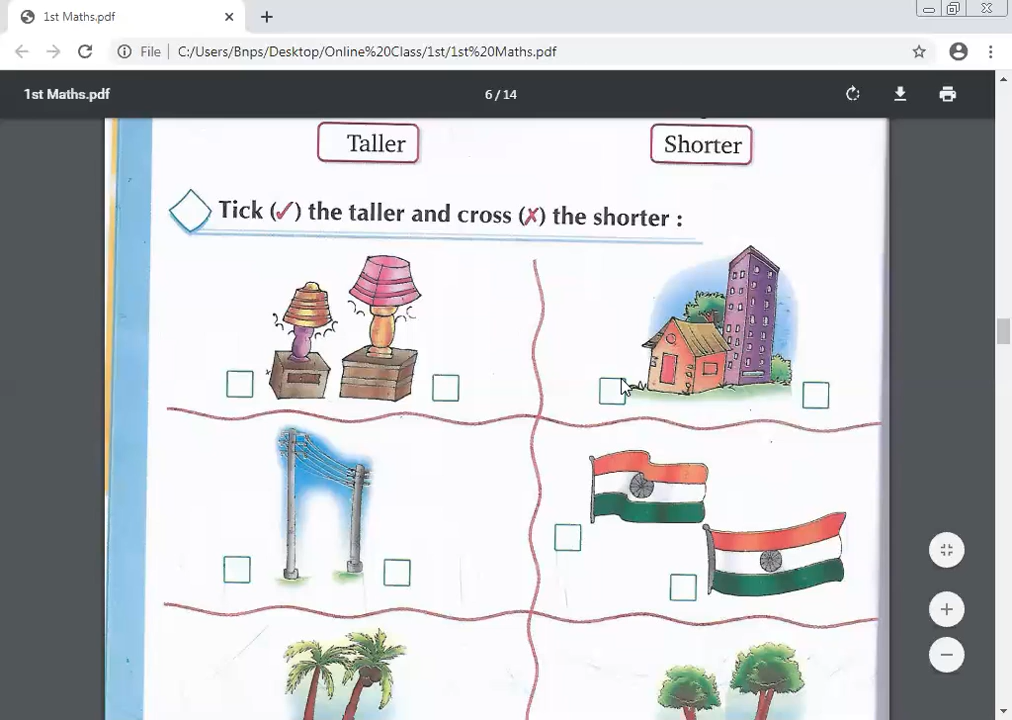 1st Maths.pdf
File C:/Users/Bnps/Desktop/Online%20Class/1st/1st%20Maths.pdf
1st Maths.pdf
6 / 14
Taller
Shorter
Tick (✓) the taller and cross (✗) the shorter :